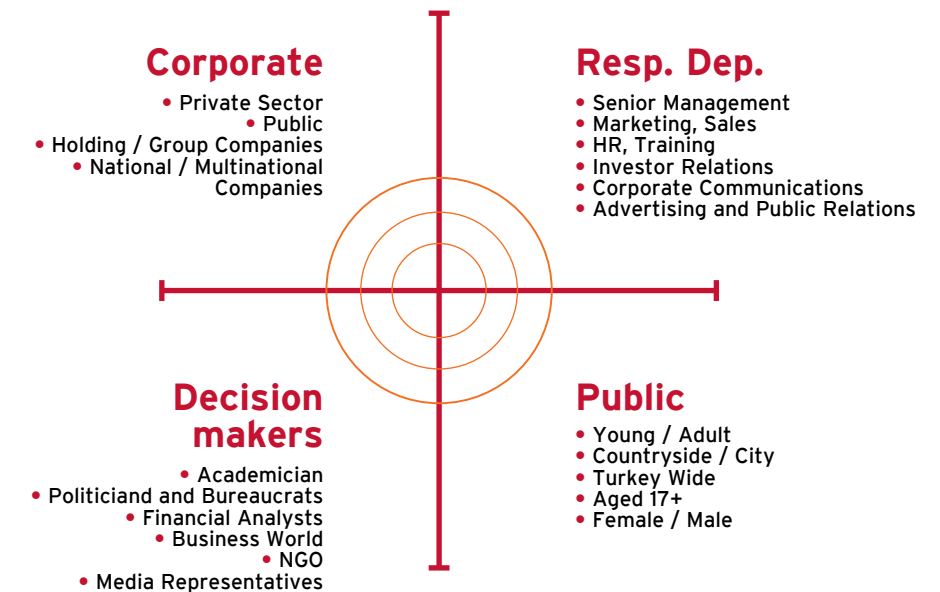 Corporate
• Private Sector
• Public
• Holding / Group Companies
• National / Multinational
Companies
Resp. Dep.
• Senior Management
• Marketing, Sales
• HR, Training
• Investor Relations
• Corporate Communications
• Advertising and Public Relations
Decision
makers
• Academician
• Politiciand and Bureaucrats
• Financial Analysts
• Business World
• NGO
• Media Representatives
Public
• Young / Adult
• Countryside / City
• Turkey Wide
• Aged 17+
• Female / Male